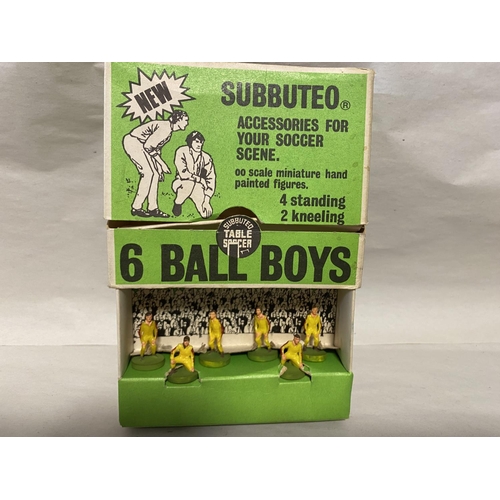 NEW
SUBBUTEO®
ACCESSORIES FOR
YOUR SOCCER
SCENE.
oo scale miniature hand
painted figures.
4 standing
2 kneeling
SUBBUTEO
TABLE
SOCCER
6 BALL BOYS